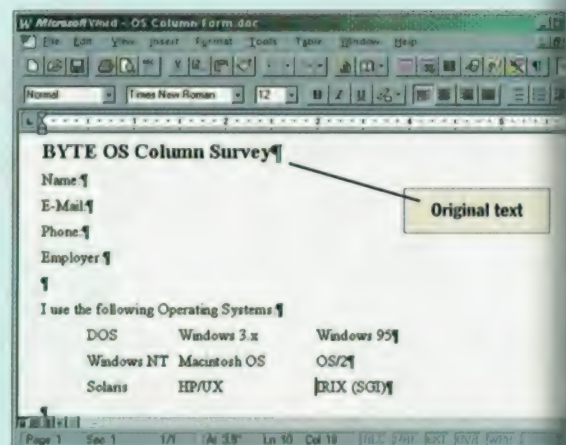 Microsoft Word - OS Column Form.doc
File Edit View Insert Format Tools Table Window Help
Normal Times New Roman 12 B I U
BYTE OS Column Survey¶
Original text
Name:¶
E-Mail:¶
Phone:¶
Employer:¶
¶
I use the following Operating Systems:¶
DOS Windows 3.x Windows 95¶
Windows NT Macintosh OS OS/2¶
Solaris HP/UX IRIX (SGI)¶
¶
Page 1 Sec 1 1/1 At 3.8" Ln 10 Col 18